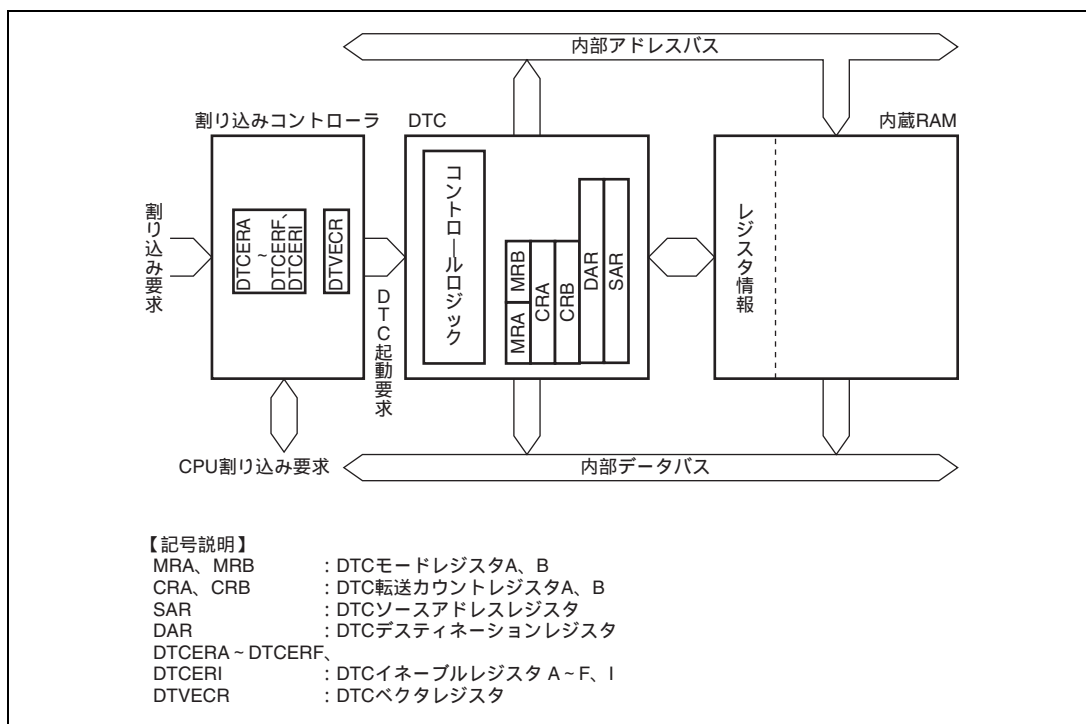 内部アドレスバス
割り込みコントローラ
DTC
内蔵RAM
割り込み要求
DTCERA
~
DTCERF、
DTCERI
DTVECR
DTC起動要求
コントロールロジック
MRA
MRB
CRA
CRB
DAR
SAR
レジスタ情報
CPU割り込み要求
内部データバス
【記号説明】
MRA、MRB : DTCモードレジスタA、B
CRA、CRB : DTC転送カウントレジスタA、B
SAR : DTCソースアドレスレジスタ
DAR : DTCデスティネーションレジスタ
DTCERA ~ DTCERF、
DTCERI : DTCイネーブルレジスタ A ~ F、I
DTVECR : DTCベクタレジスタ